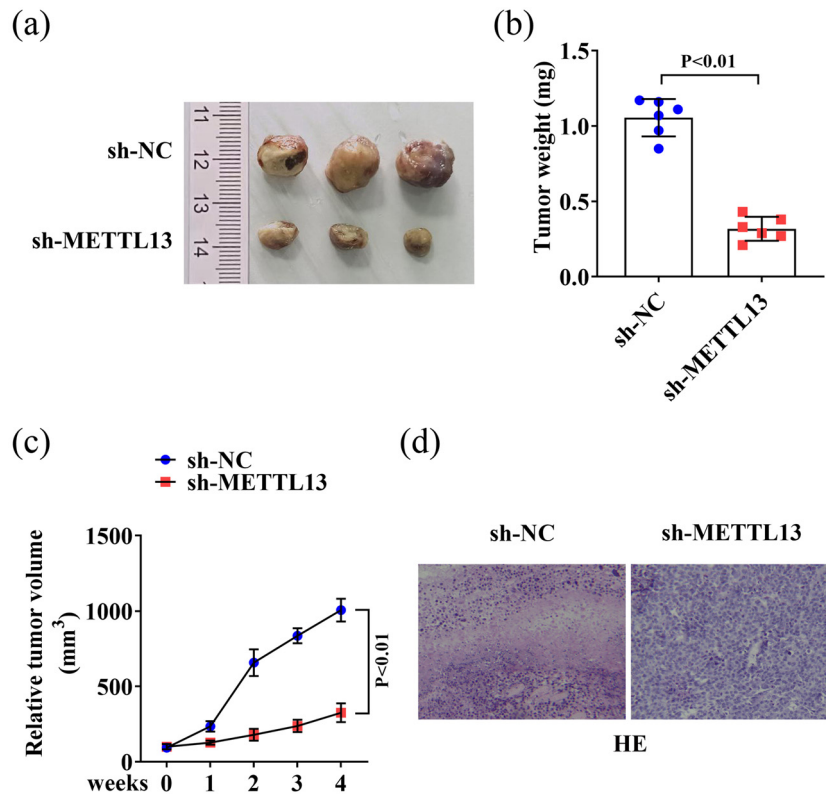 (a)
11
12
13
14
sh-NC
sh-METTL13
(b)
Tumor weight (mg)
1.5
1.0
0.5
0.0
P<0.01
sh-NC
sh-METTL13
(c)
sh-NC
sh-METTL13
Relative tumor volume
(mm³)
1500
1000
500
0
P<0.01
weeks 0 1 2 3 4
(d)
sh-NC
sh-METTL13
HE